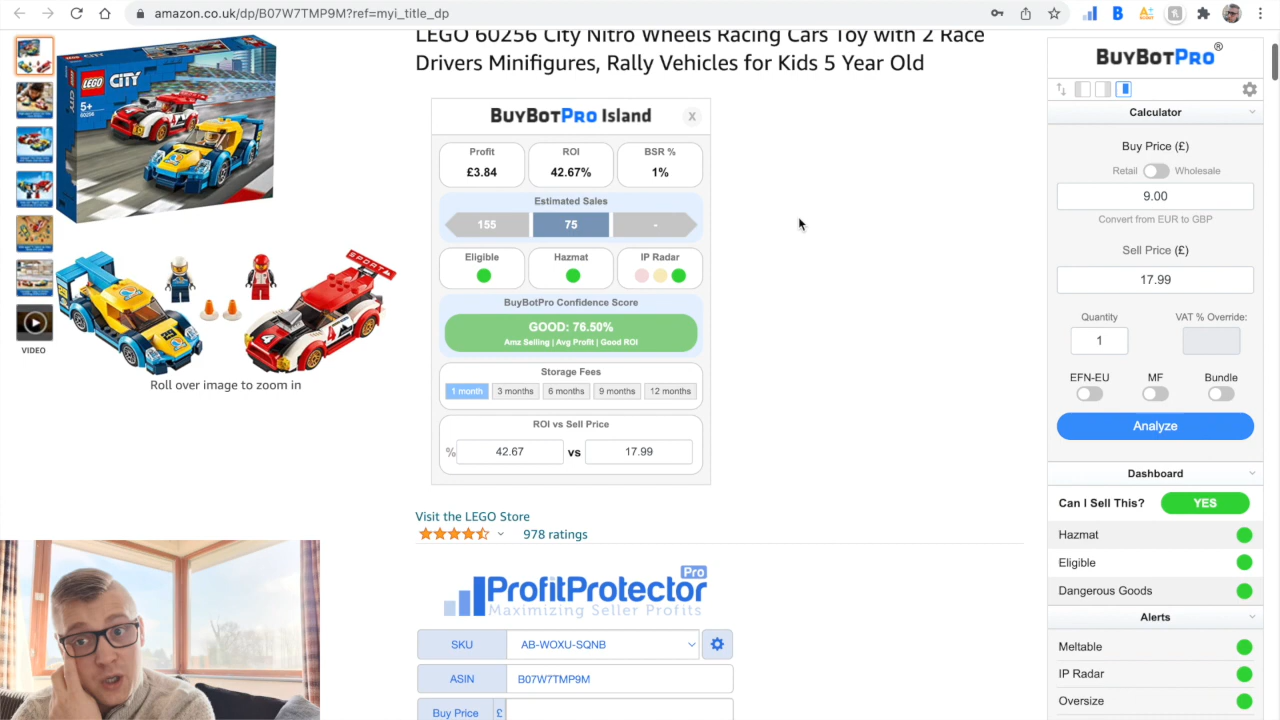 amazon.co.uk/dp/B07W7TMP9M?ref=myi_title_dp
LEGO 60256 City Nitro Wheels Racing Cars Toy with 2 Race
Drivers Minifigures, Rally Vehicles for Kids 5 Year Old
LEGO CITY
5+
60256
SPORT
4
VIDEO
Roll over image to zoom in
BUYBOTPRO Island
X
Profit
ROI
BSR %
£3.84
42.67%
1%
Estimated Sales
155
75
-
Eligible
Hazmat
IP Radar
BuyBotPro Confidence Score
GOOD: 76.50%
Amz Selling | Avg Profit | Good ROI
Storage Fees
1 month
3 months
6 months
9 months
12 months
ROI vs Sell Price
%
42.67
vs
17.99
Visit the LEGO Store
978 ratings
ProfitProtector Pro
Maximizing Seller Profits
SKU
AB-WOXU-SQNB
ASIN
B07W7TMP9M
Buy Price
£
BUYBOTPRO®
Calculator
Buy Price (£)
Retail
Wholesale
9.00
Convert from EUR to GBP
Sell Price (£)
17.99
Quantity
VAT % Override:
1
EFN-EU
MF
Bundle
Analyze
Dashboard
Can I Sell This?
YES
Hazmat
Eligible
Dangerous Goods
Alerts
Meltable
IP Radar
Oversize